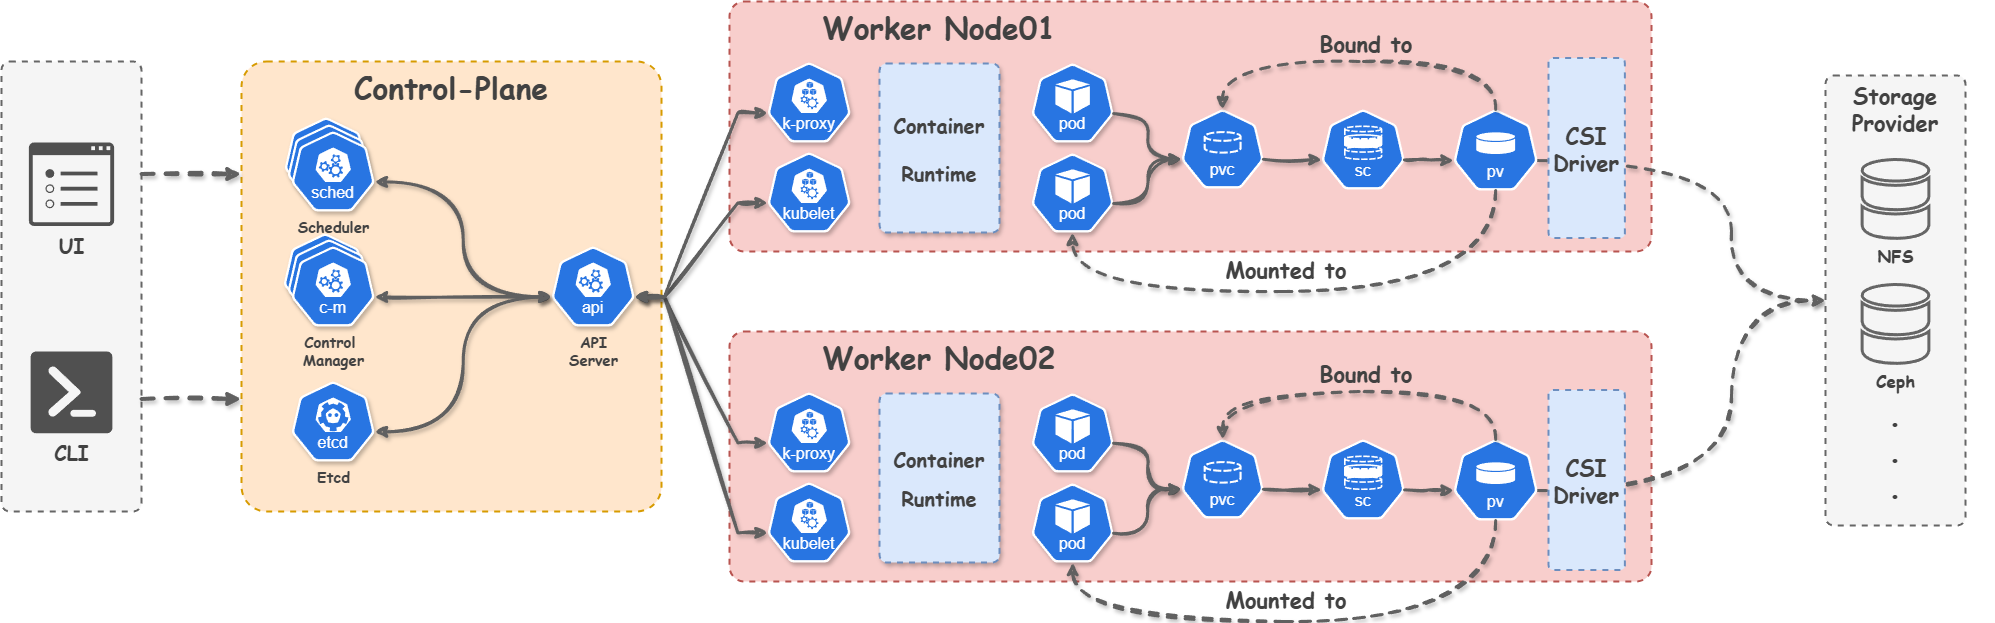 UI
CLI
Control-Plane
sched
Scheduler
c-m
Control
Manager
etcd
Etcd
api
API
Server
Worker Node01
k-proxy
kubelet
Container
Runtime
pod
pod
Bound to
pvc
sc
pv
Mounted to
CSI
Driver
Worker Node02
k-proxy
kubelet
Container
Runtime
pod
pod
Bound to
pvc
sc
pv
Mounted to
CSI
Driver
Storage
Provider
NFS
Ceph
.
.
.